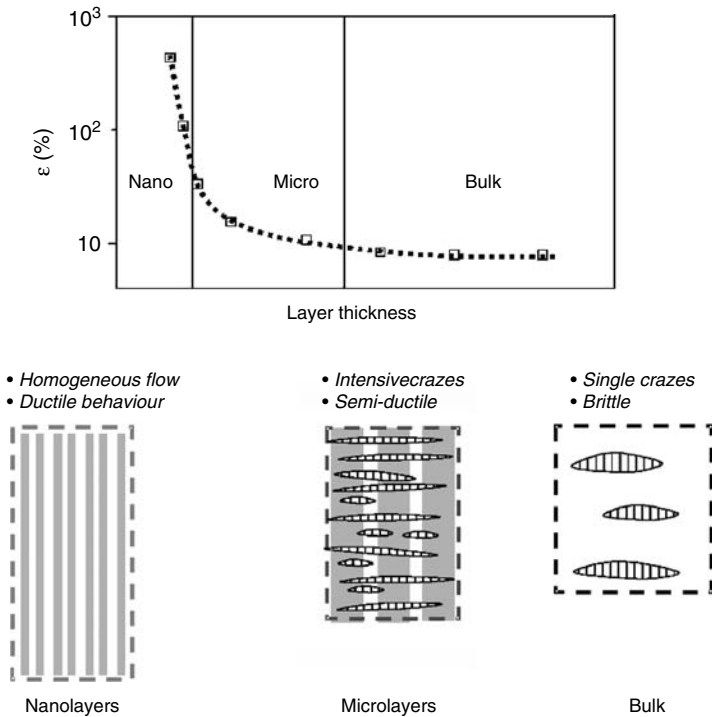 10³
10²
10
ε (%)
Nano
Micro
Bulk
Layer thickness
• Homogeneous flow
• Ductile behaviour
• Intensivecrazes
• Semi-ductile
• Single crazes
• Brittle
Nanolayers
Microlayers
Bulk